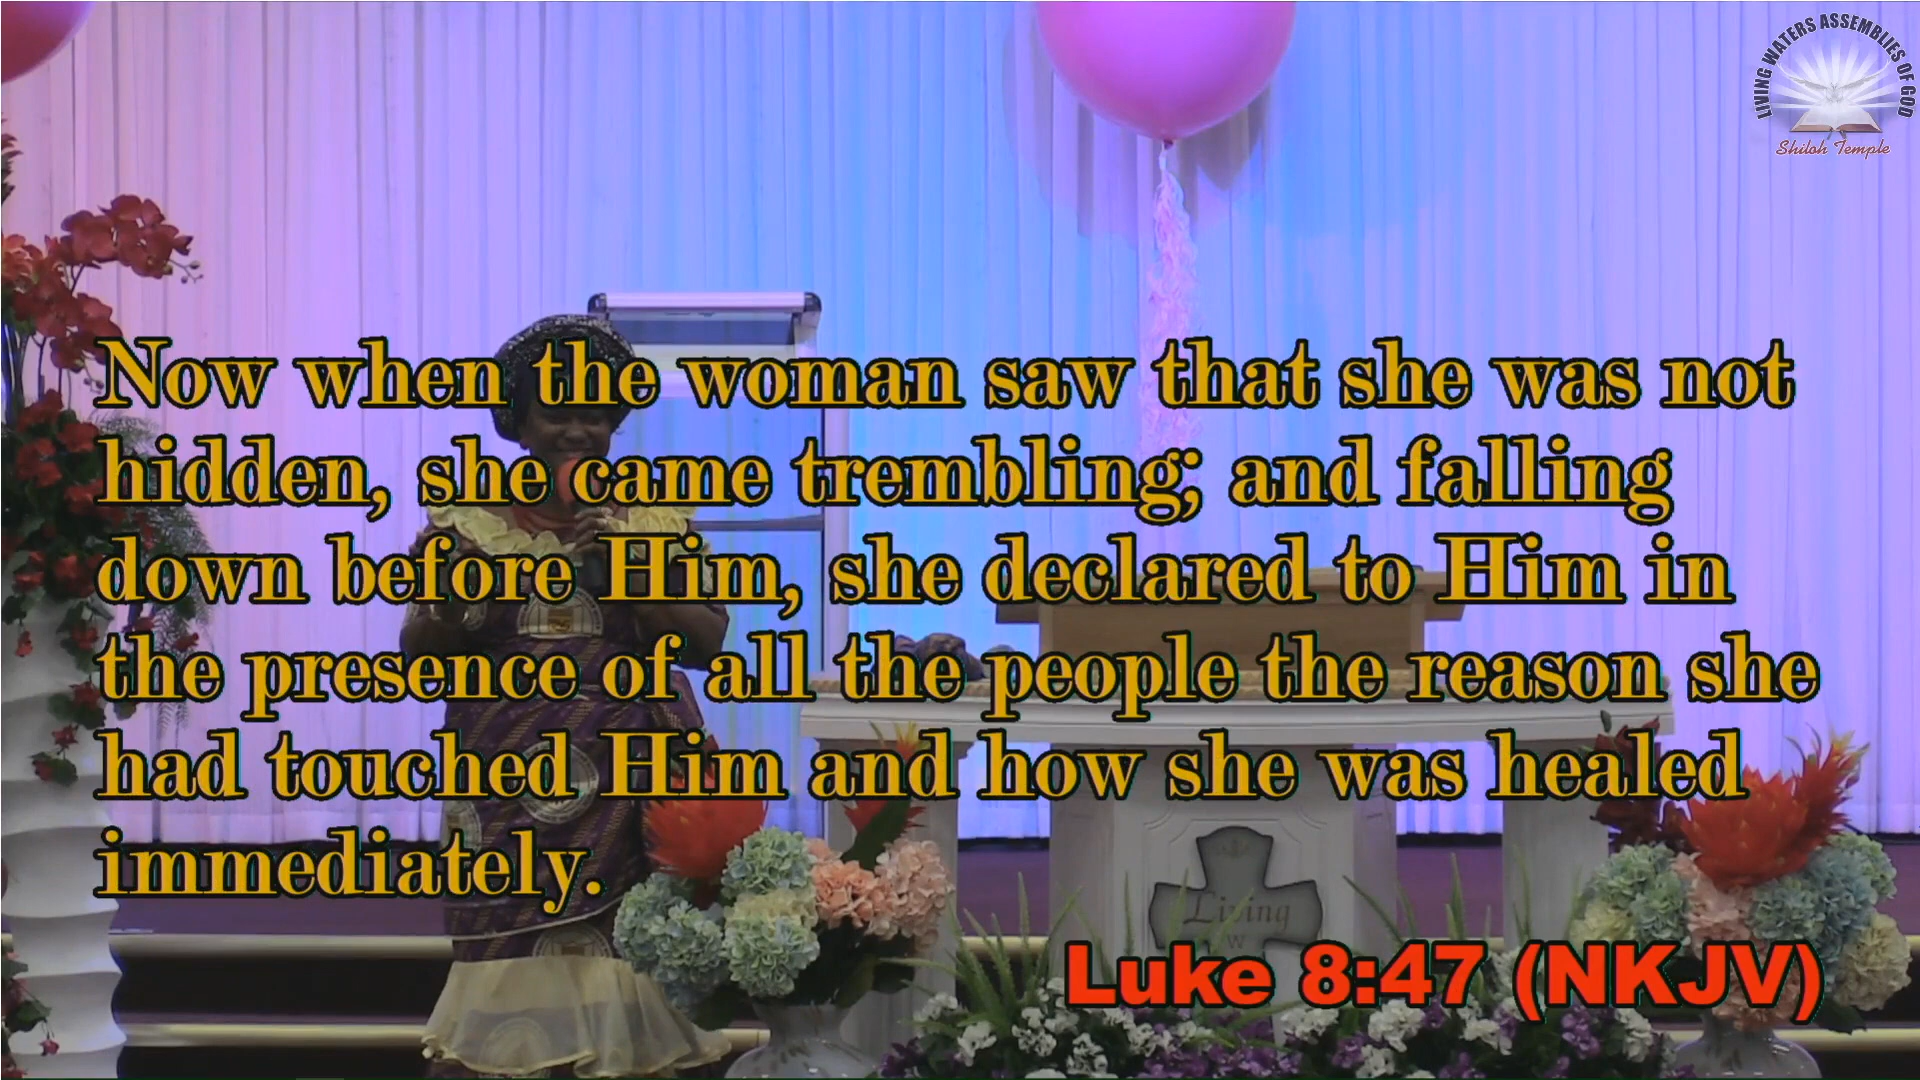 LIVING WATERS ASSEMBLIES OF GOD
Shiloh Temple
Now when the woman saw that she was not
hidden, she came trembling; and falling
down before Him, she declared to Him in
the presence of all the people the reason she
had touched Him and how she was healed
immediately.
Living
W
Luke 8:47 (NKJV)